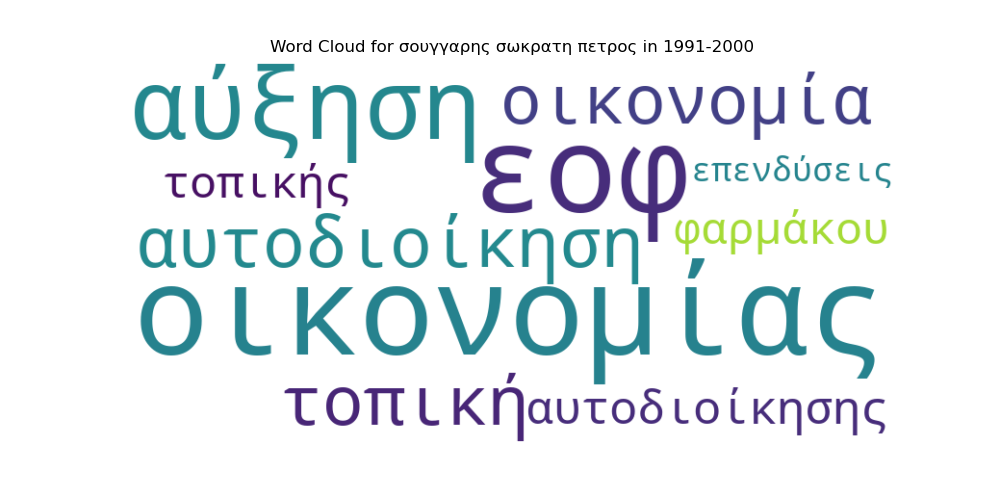 Word Cloud for σουγγαρης σωκρατη πετρος in 1991-2000
αύξηση
οικονομία
εοφ
επενδύσεις
τοπικής
φαρμάκου
αυτοδιοίκηση
οικονομίας
τοπική
αυτοδιοίκησης